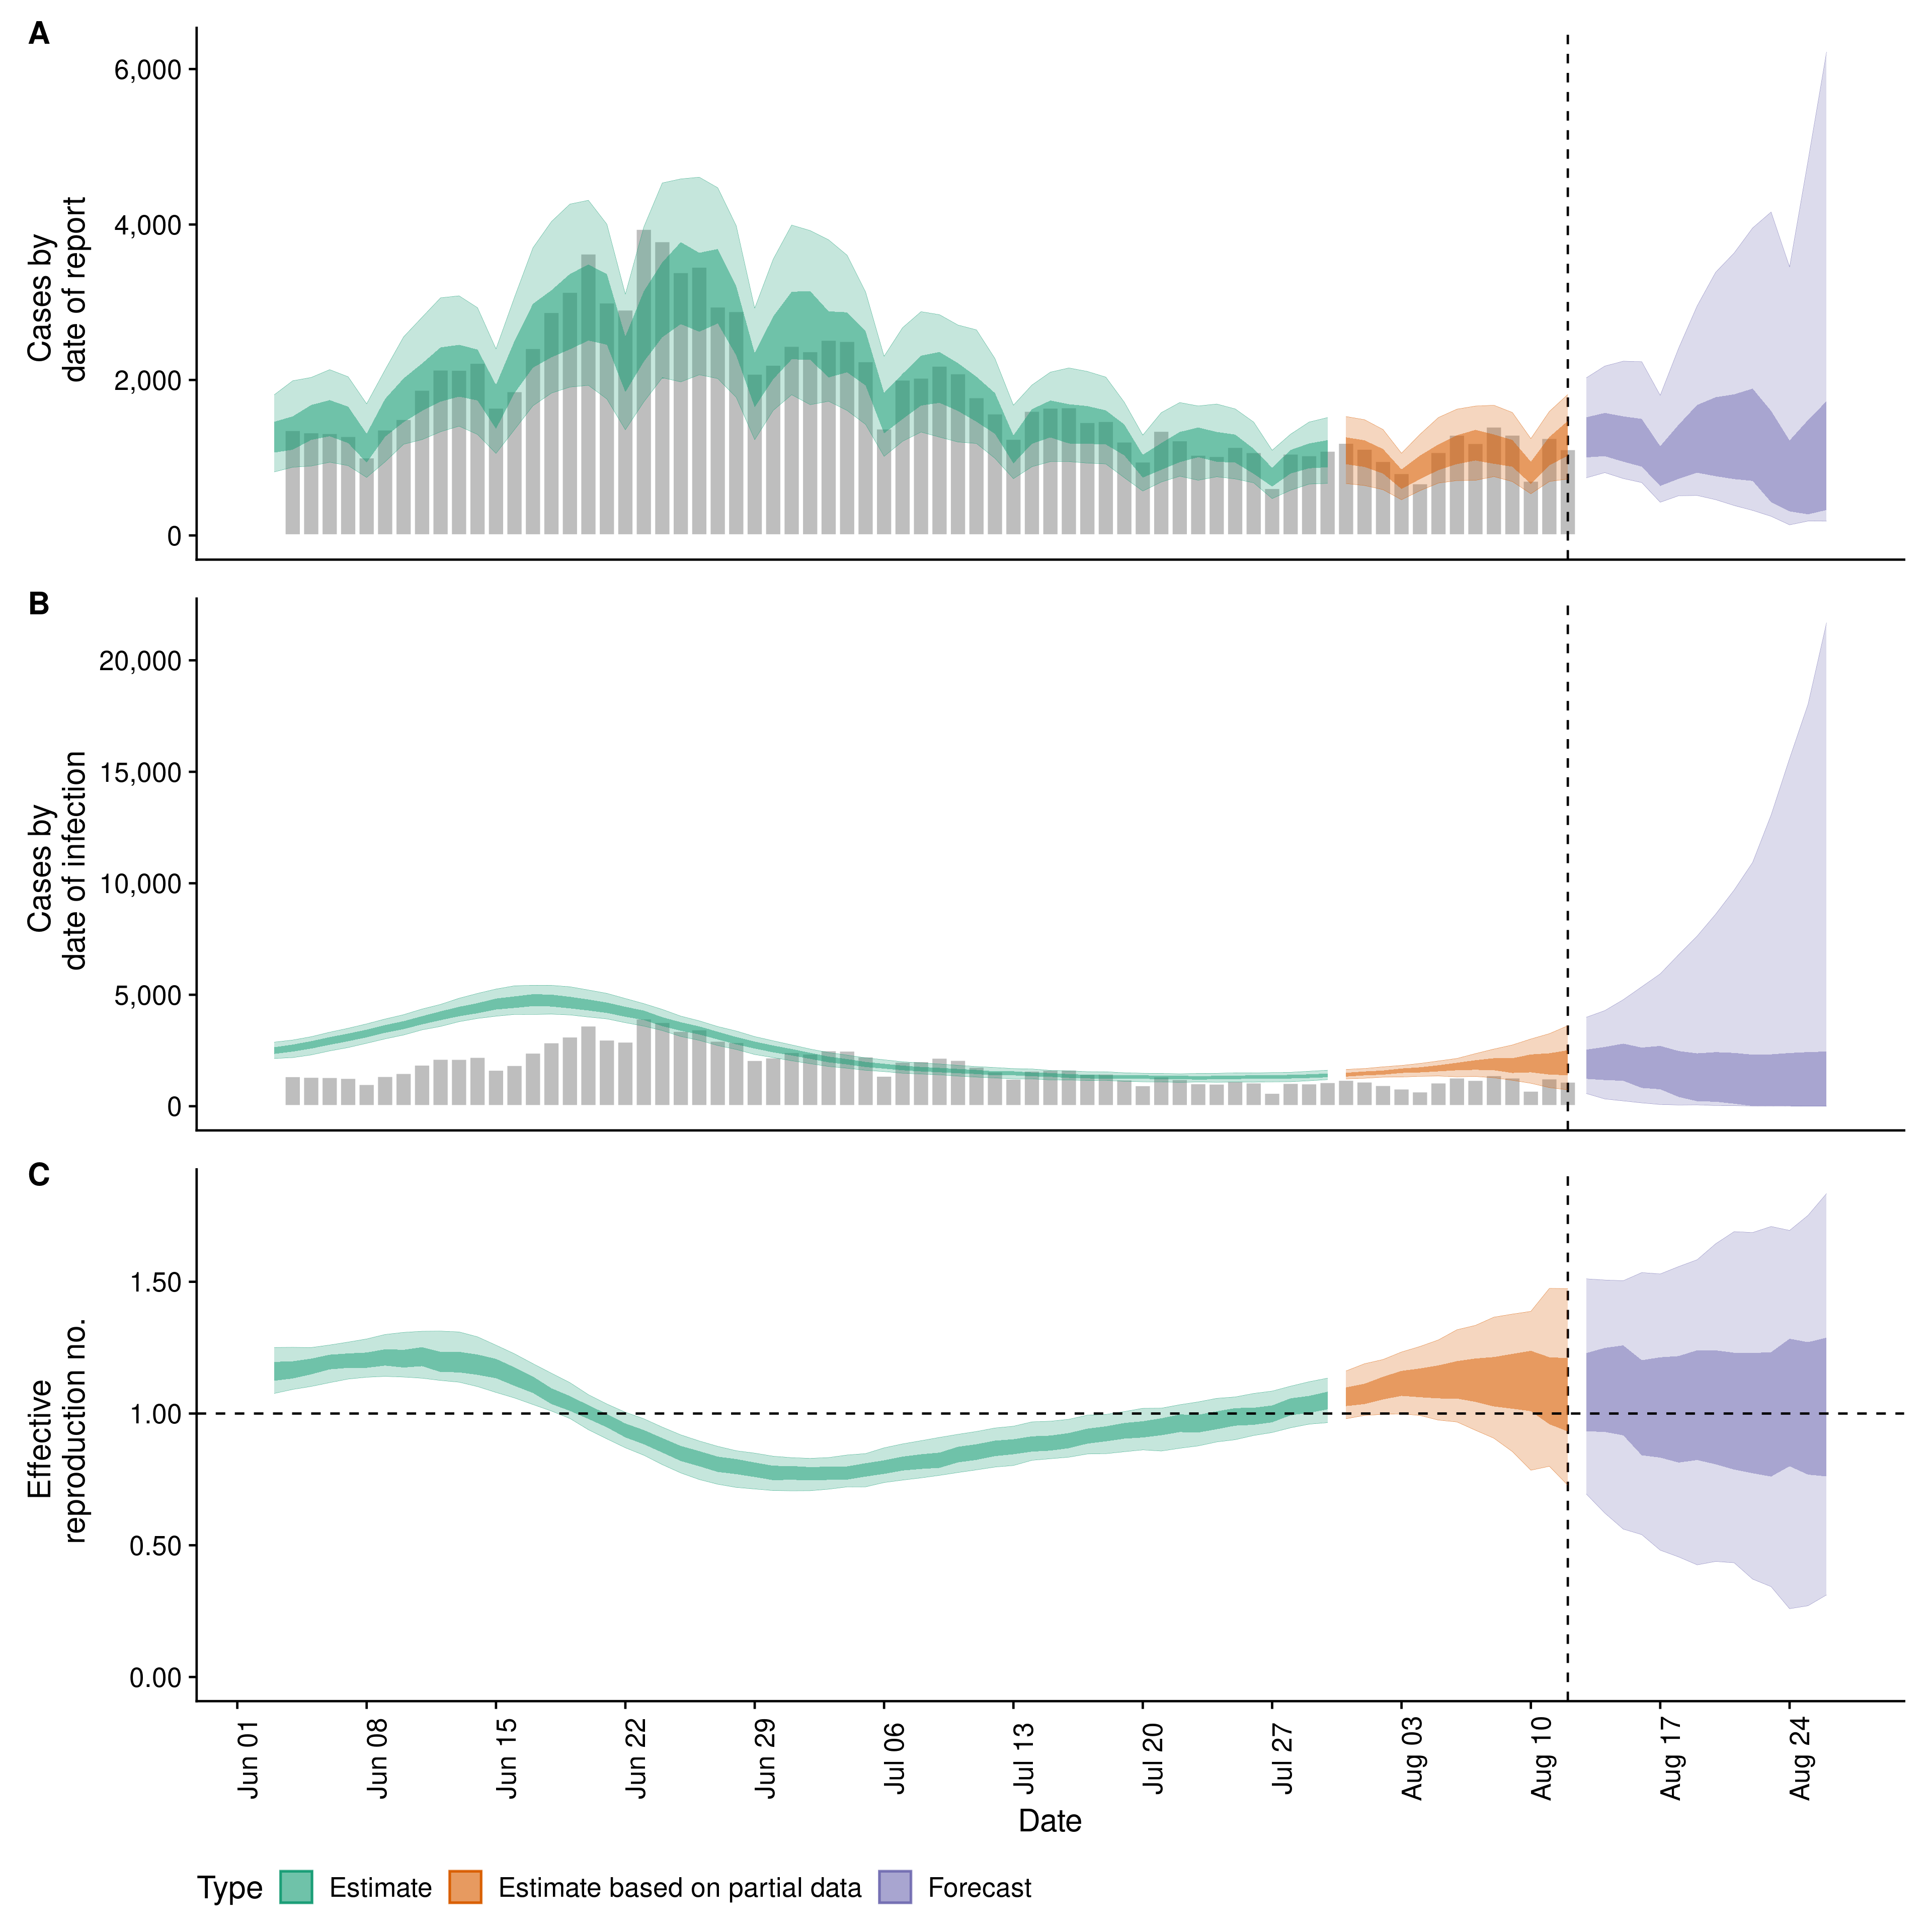 A
6,000
4,000
2,000
0
Cases by
date of report
B
20,000
15,000
10,000
5,000
0
Cases by
date of infection
C
1.50
1.00
0.50
0.00
Effective
reproduction no.
Jun 01
Jun 08
Jun 15
Jun 22
Jun 29
Jul 06
Jul 13
Jul 20
Jul 27
Aug 03
Aug 10
Aug 17
Aug 24
Date
Type Estimate Estimate based on partial data Forecast